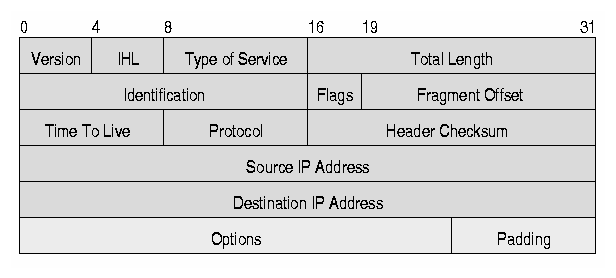 0 4 8 16 19 31
Version IHL Type of Service Total Length
Identification Flags Fragment Offset
Time To Live Protocol Header Checksum
Source IP Address
Destination IP Address
Options Padding